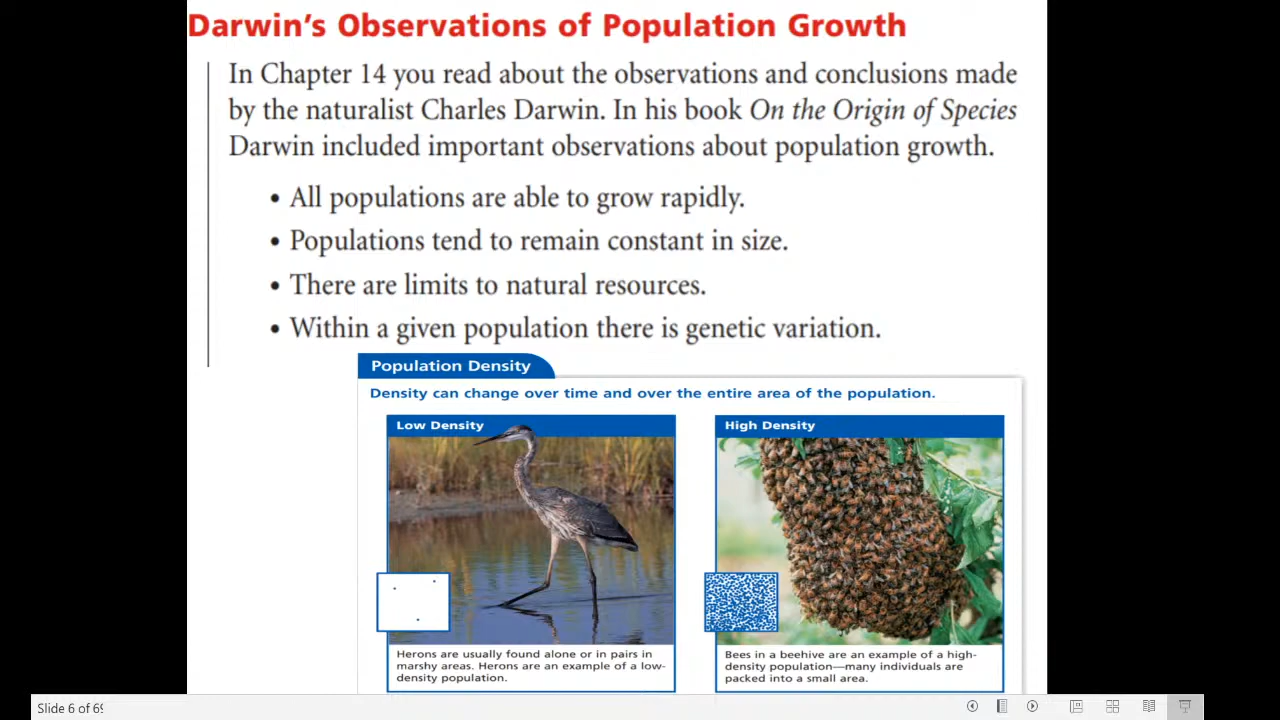 Darwin's Observations of Population Growth
In Chapter 14 you read about the observations and conclusions made
by the naturalist Charles Darwin. In his book On the Origin of Species
Darwin included important observations about population growth.
• All populations are able to grow rapidly.
• Populations tend to remain constant in size.
• There are limits to natural resources.
• Within a given population there is genetic variation.
Population Density
Density can change over time and over the entire area of the population.
Low Density
Herons are usually found alone or in pairs in
marshy areas. Herons are an example of a low-
density population.
High Density
Bees in a beehive are an example of a high-
density population—many individuals are
packed into a small area.
Slide 6 of 69